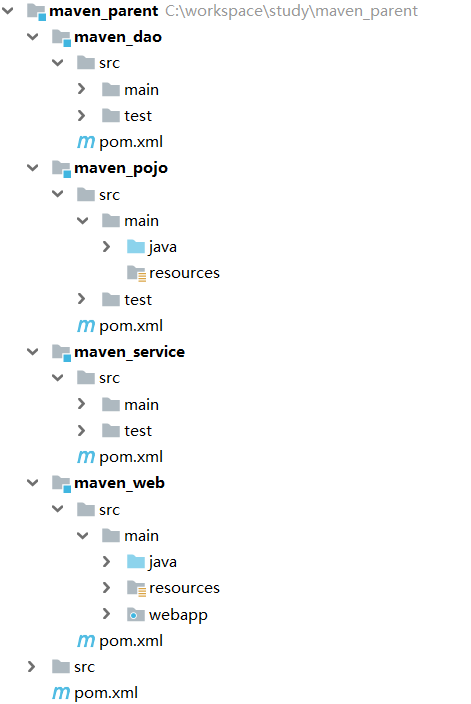 maven_parent C:\workspace\study\maven_parent
maven_dao
src
main
test
pom.xml
maven_pojo
src
main
java
resources
test
pom.xml
maven_service
src
main
test
pom.xml
maven_web
src
main
java
resources
webapp
pom.xml
src
pom.xml